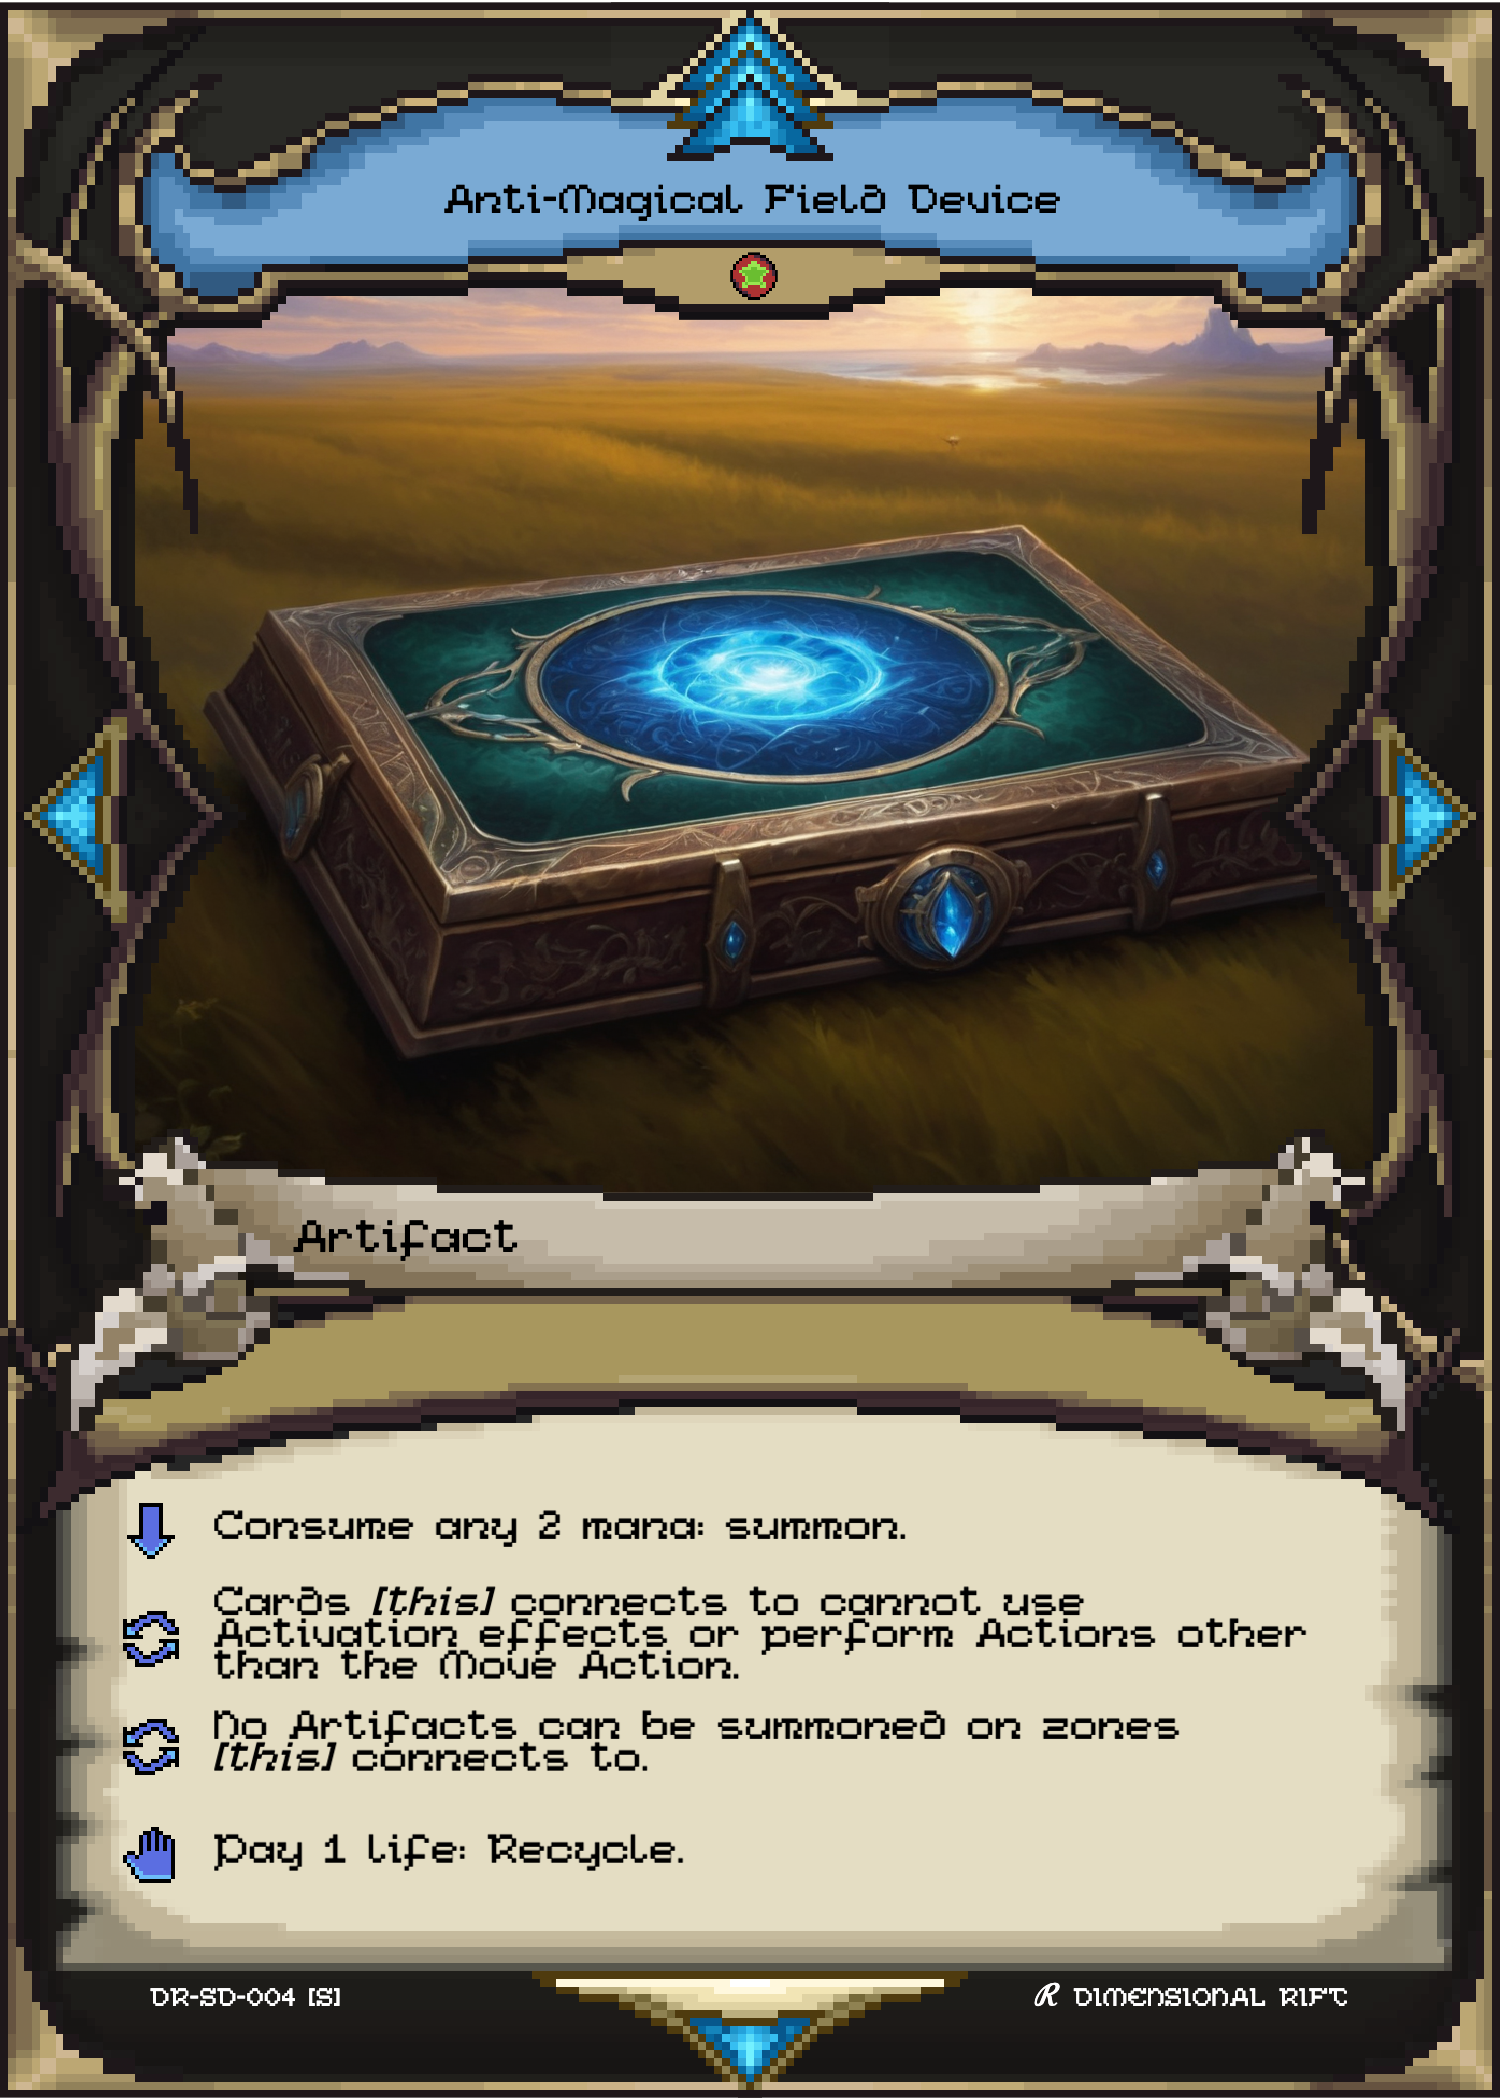 Anti-Magical Field Device
Artifact
Consume any 2 mana: summon.
Cards [this] connects to cannot use
Activation effects or perform Actions other
than the Move Action.
No Artifacts can be summoned on zones
[this] connects to.
Pay 1 life: Recycle.
DR-SD-004 [S]
R DIMENSIONAL RIFT